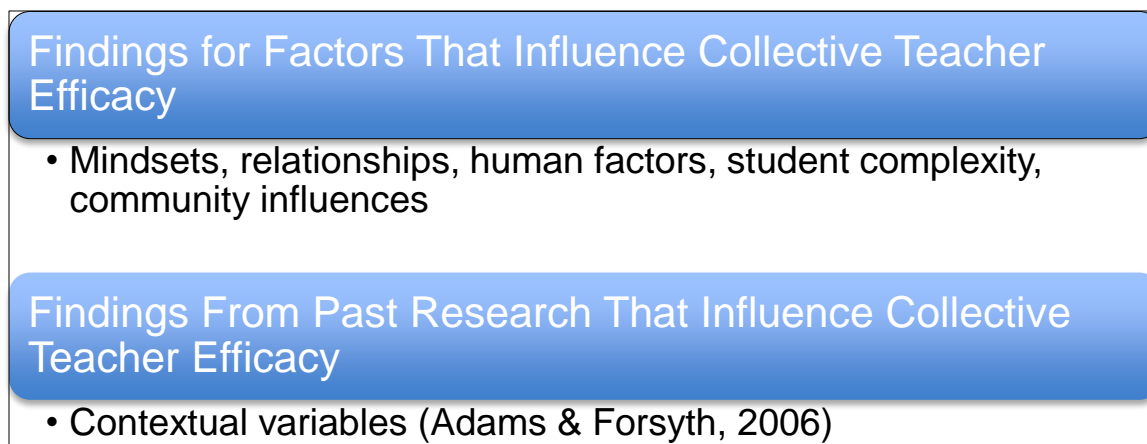 Findings for Factors That Influence Collective Teacher
Efficacy
• Mindsets, relationships, human factors, student complexity,
community influences
Findings From Past Research That Influence Collective
Teacher Efficacy
• Contextual variables (Adams & Forsyth, 2006)